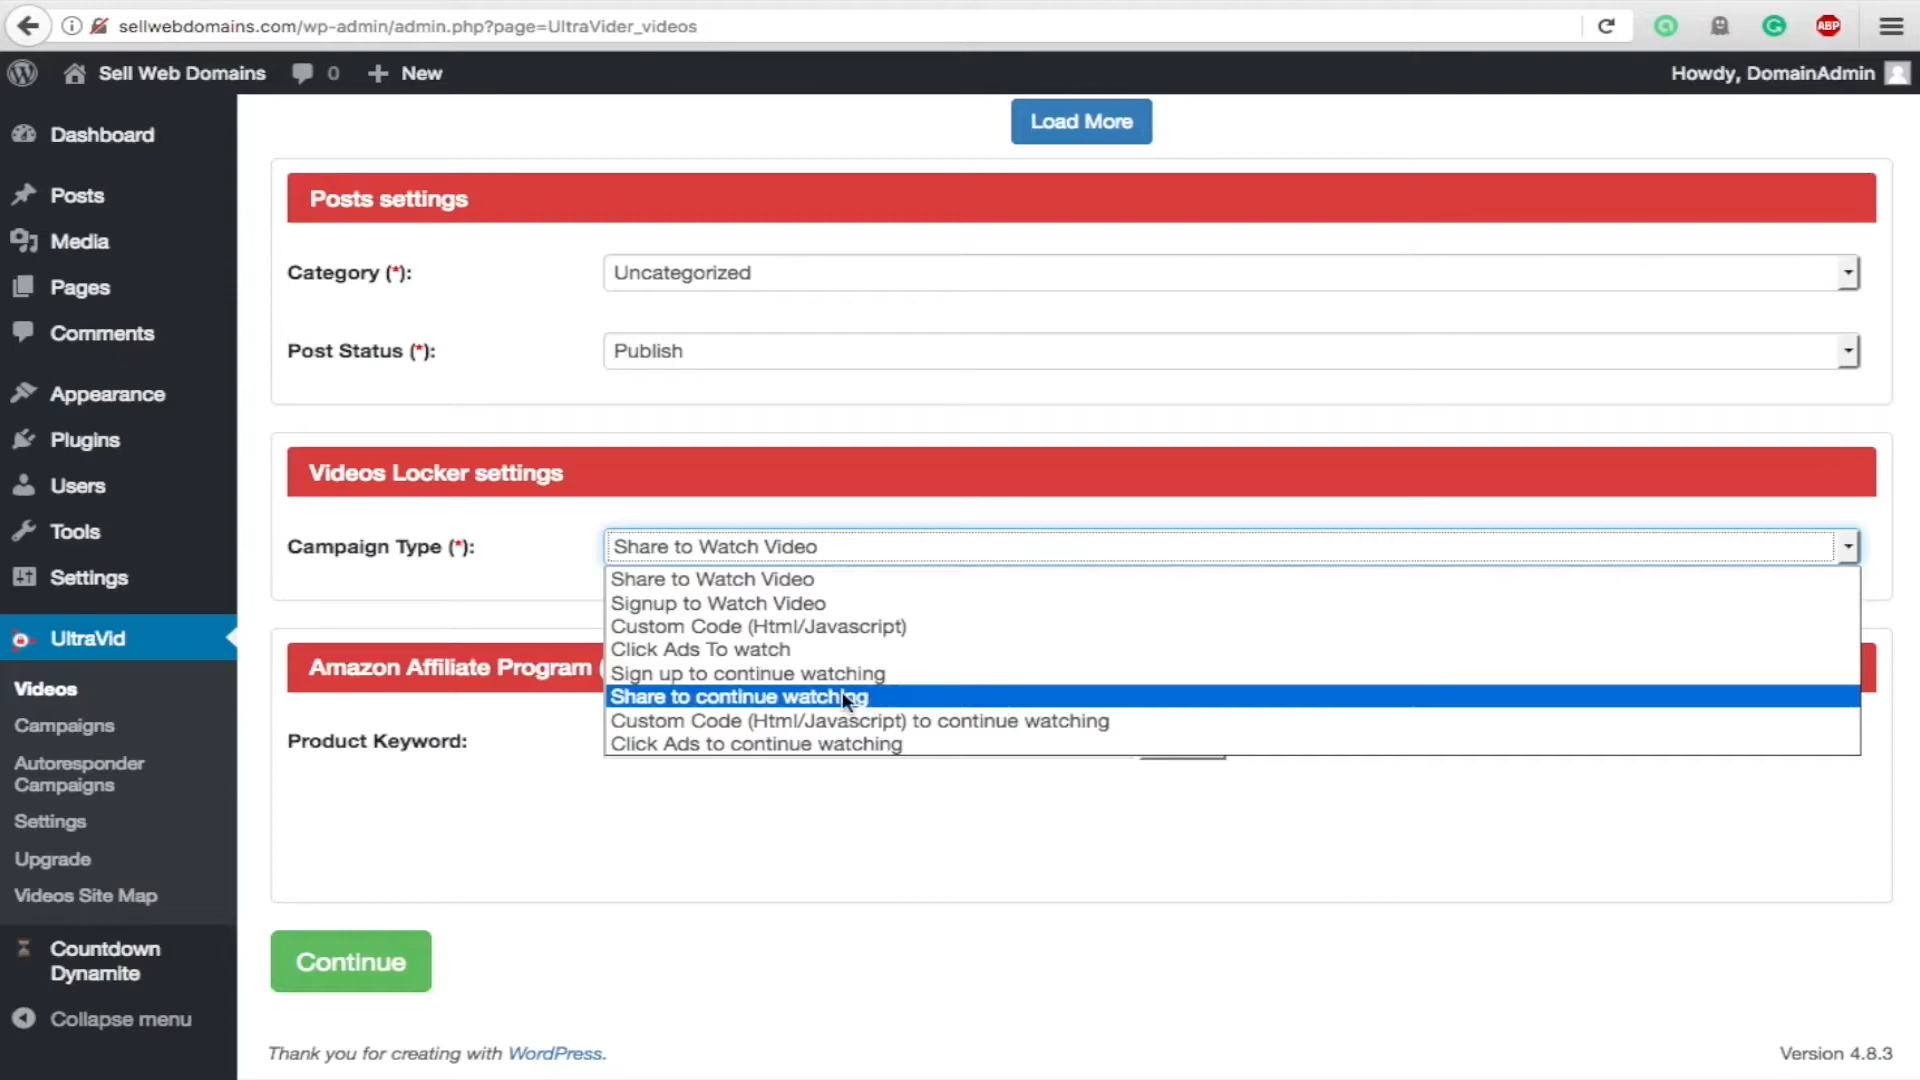 sellwebdomains.com/wp-admin/admin.php?page=UltraVider_videos
ABP
Sell Web Domains
0
New
Howdy, DomainAdmin
Dashboard
Posts
Media
Pages
Comments
Appearance
Plugins
Users
Tools
Settings
UltraVid
Videos
Campaigns
Autoresponder
Campaigns
Settings
Upgrade
Videos Site Map
Countdown
Dynamite
Collapse menu
Load More
Posts settings
Category (*):
Uncategorized
Post Status (*):
Publish
Videos Locker settings
Campaign Type (*):
Share to Watch Video
Share to Watch Video
Signup to Watch Video
Custom Code (Html/Javascript)
Click Ads To watch
Sign up to continue watching
Share to continue watching
Custom Code (Html/Javascript) to continue watching
Click Ads to continue watching
Amazon Affiliate Program (
Product Keyword:
Continue
Thank you for creating with WordPress.
Version 4.8.3